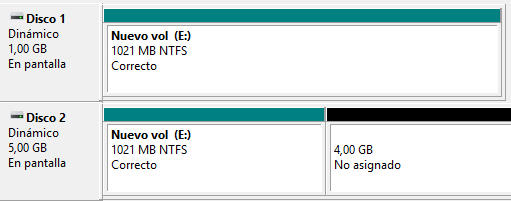 Disco 1
Dinámico
1,00 GB
En pantalla
Nuevo vol (E:)
1021 MB NTFS
Correcto
Disco 2
Dinámico
5,00 GB
En pantalla
Nuevo vol (E:)
1021 MB NTFS
Correcto
4,00 GB
No asignado